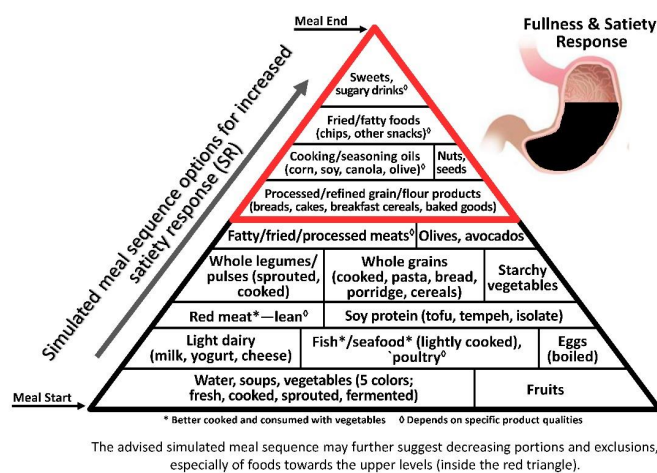 Meal End
Fullness & Satiety
Response
Simulated meal sequence options for increased
satiety response (SR)
Sweets,
sugary drinks◊
Fried/fatty foods
(chips, other snacks)◊
Cooking/seasoning oils
(corn, soy, canola, olive)◊
Nuts,
seeds
Processed/refined grain/flour products
(breads, cakes, breakfast cereals, baked goods)
Fatty/fried/processed meats◊
Olives, avocados
Whole legumes/
pulses (sprouted,
cooked)
Whole grains
(cooked, pasta, bread,
porridge, cereals)
Starchy
vegetables
Red meat*—lean◊
Soy protein (tofu, tempeh, isolate)
Light dairy
(milk, yogurt, cheese)
Fish*/seafood* (lightly cooked),
`poultry◊
Eggs
(boiled)
Water, soups, vegetables (5 colors;
fresh, cooked, sprouted, fermented)
Fruits
Meal Start
* Better cooked and consumed with vegetables ◊ Depends on specific product qualities
The advised simulated meal sequence may further suggest decreasing portions and exclusions,
especially of foods towards the upper levels (inside the red triangle).